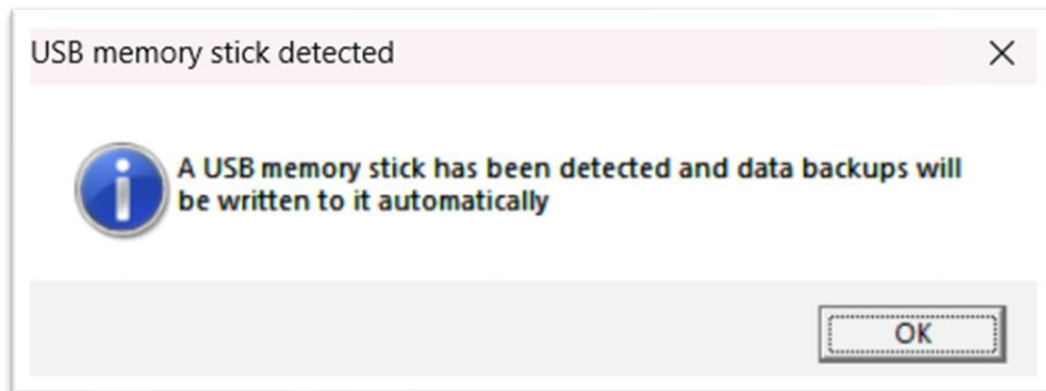 USB memory stick detected
A USB memory stick has been detected and data backups will
be written to it automatically
OK